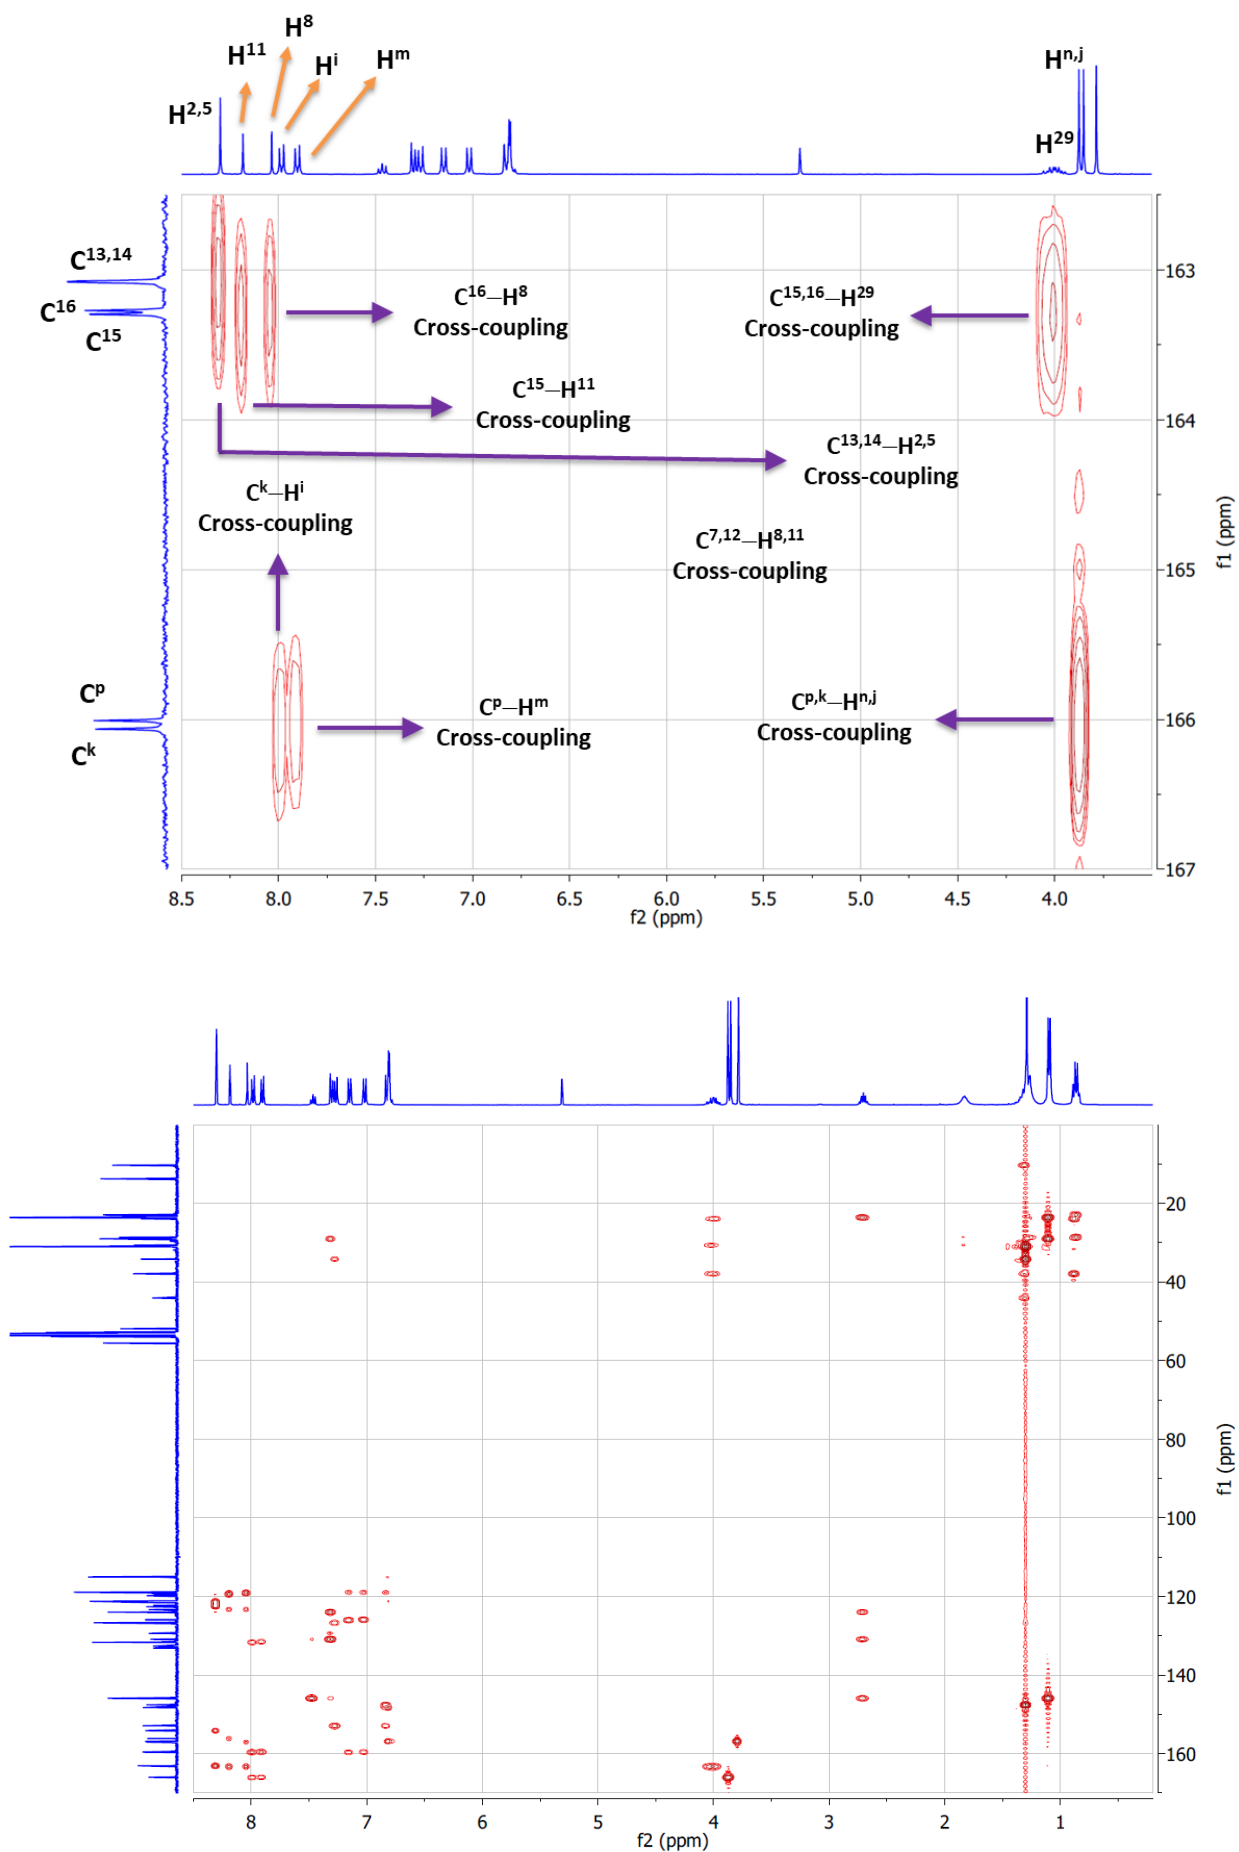 H⁸
H¹¹
Hⁱ
Hᵐ
Hⁿ,ʲ
H²,⁵
H²⁹
C¹³,¹⁴
C¹⁶
C¹⁵
C¹⁶–H⁸
Cross-coupling
C¹⁵,¹⁶–H²⁹
Cross-coupling
C¹⁵–H¹¹
Cross-coupling
C¹³,¹⁴–H²,⁵
Cross-coupling
Cᵏ–Hⁱ
Cross-coupling
C⁷,¹²–H⁸,¹¹
Cross-coupling
Cᵖ
Cᵏ
Cᵖ–Hᵐ
Cross-coupling
Cᵖ,ᵏ–Hⁿ,ʲ
Cross-coupling
163
164
165
166
167
f1 (ppm)
8.5 8.0 7.5 7.0 6.5 6.0 5.5 5.0 4.5 4.0
f2 (ppm)
20
40
60
80
100
120
140
160
f1 (ppm)
8 7 6 5 4 3 2 1
f2 (ppm)